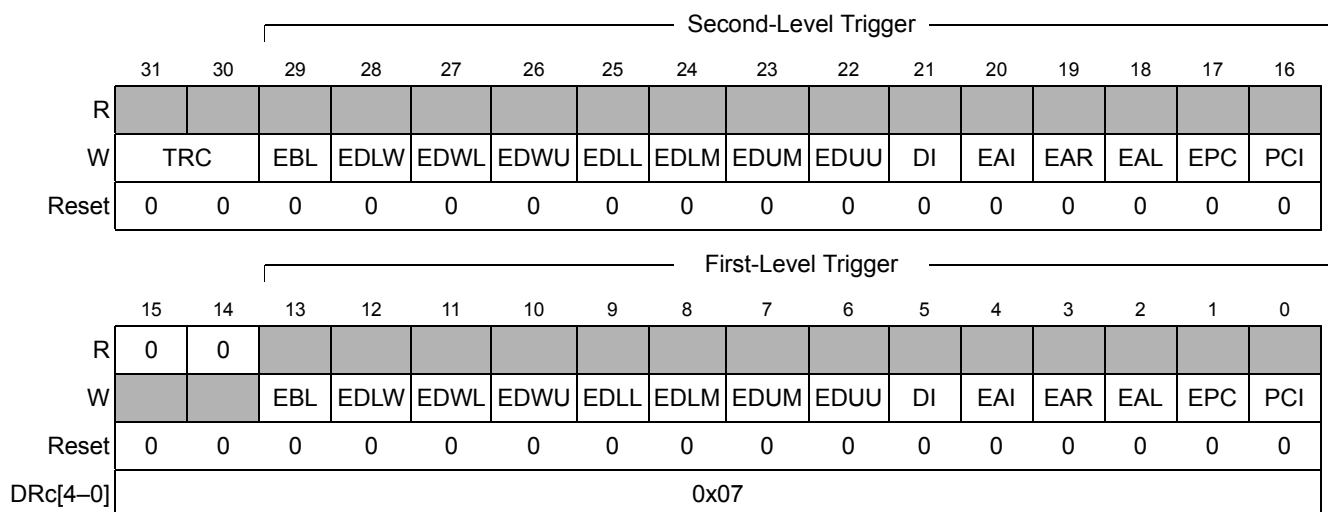 Second-Level Trigger
31 30 29 28 27 26 25 24 23 22 21 20 19 18 17 16
R
W TRC EBL EDLW EDWL EDWU EDLL EDLM EDUM EDUU DI EAI EAR EAL EPC PCI
Reset 0 0 0 0 0 0 0 0 0 0 0 0 0 0 0 0
First-Level Trigger
15 14 13 12 11 10 9 8 7 6 5 4 3 2 1 0
R 0 0
W EBL EDLW EDWL EDWU EDLL EDLM EDUM EDUU DI EAI EAR EAL EPC PCI
Reset 0 0 0 0 0 0 0 0 0 0 0 0 0 0 0 0
DRc[4–0] 0x07